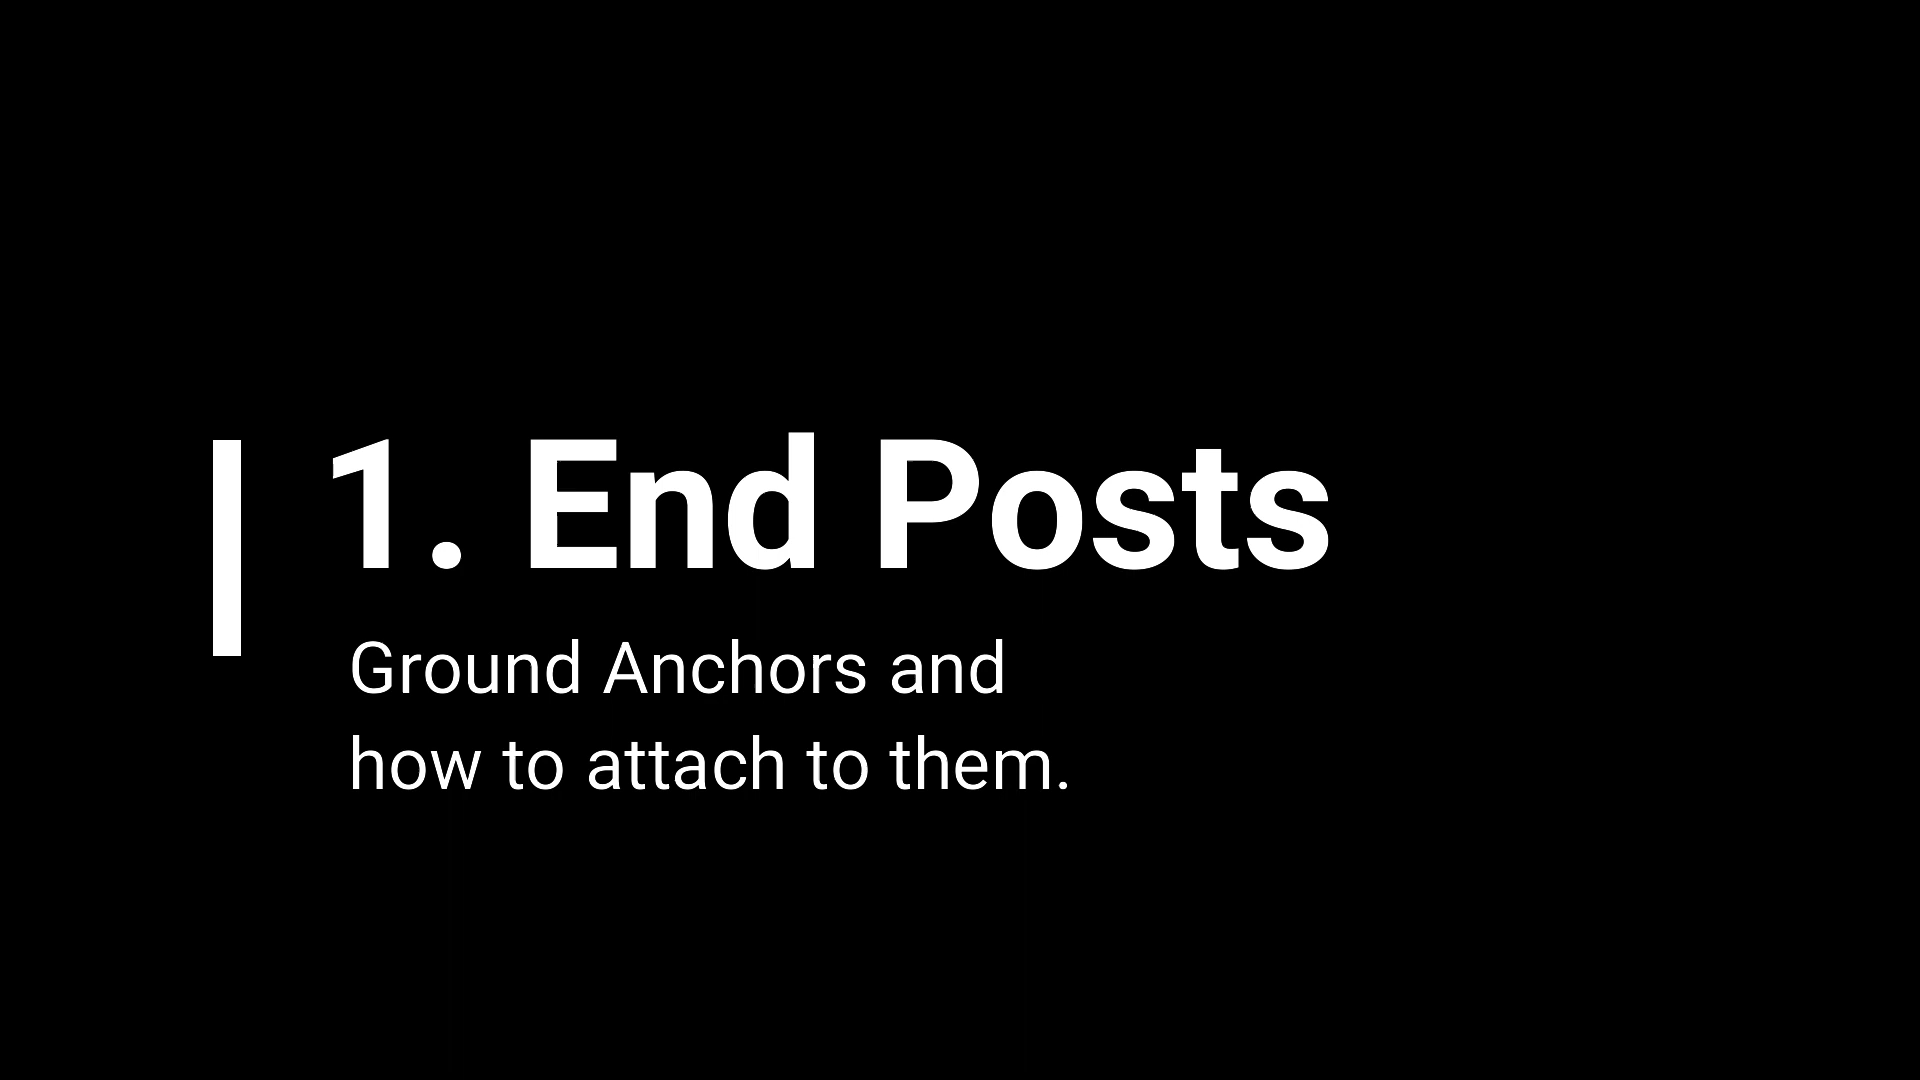 1. End Posts
Ground Anchors and
how to attach to them.